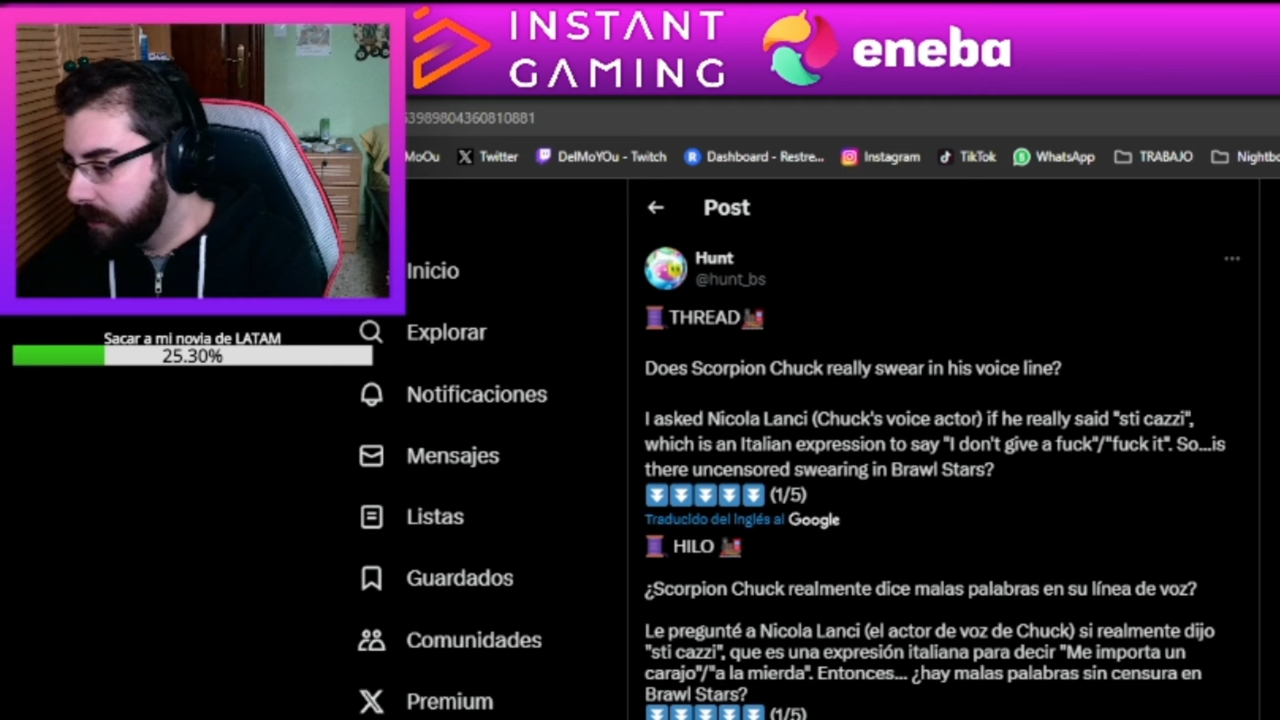 INSTANT
GAMING
eneba
53989804360810881
MoOu
Twitter
DelMoYOu - Twitch
Dashboard - Restre...
Instagram
TikTok
WhatsApp
TRABAJO
Post
Hunt
@hunt_bs
THREAD
Does Scorpion Chuck really swear in his voice line?
I asked Nicola Lanci (Chuck's voice actor) if he really said "sti cazzi",
which is an Italian expression to say "I don't give a fuck"/"fuck it". So...is
there uncensored swearing in Brawl Stars?
(1/5)
Traducido del inglés al Google
HILO
¿Scorpion Chuck realmente dice malas palabras en su línea de voz?
Le pregunté a Nicola Lanci (el actor de voz de Chuck) si realmente dijo
"sti cazzi", que es una expresión italiana para decir "Me importa un
carajo"/"a la mierda". Entonces... ¿hay malas palabras sin censura en
Brawl Stars?
(1/5)
Inicio
Explorar
Notificaciones
Mensajes
Listas
Guardados
Comunidades
Premium
Sacar a mi novia de LATAM
25.30%